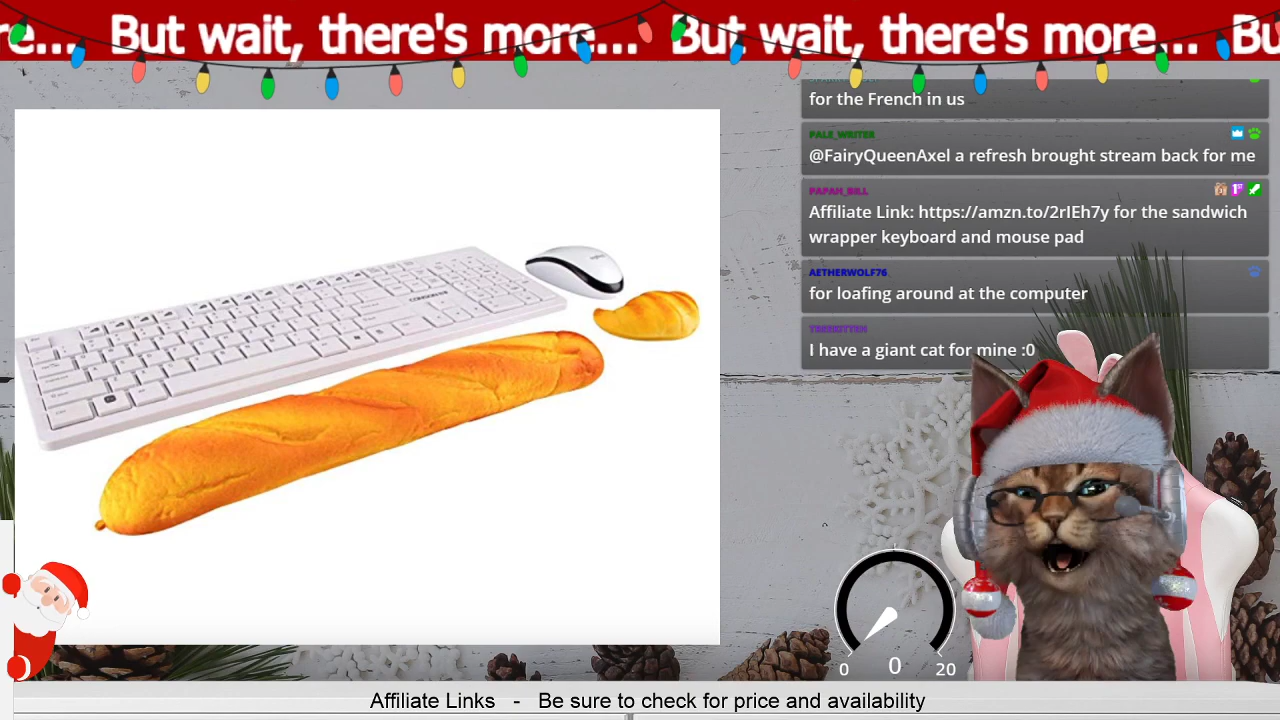 re... But wait, there's more... But wait, there's more... Bu
for the French in us
PALE_WRITER
@FairyQueenAxel a refresh brought stream back for me
PAPAH_BILL
Affiliate Link: https://amzn.to/2rIEh7y for the sandwich
wrapper keyboard and mouse pad
AETHERWOLF76
for loafing around at the computer
I have a giant cat for mine :0
0 0 20
Affiliate Links - Be sure to check for price and availability